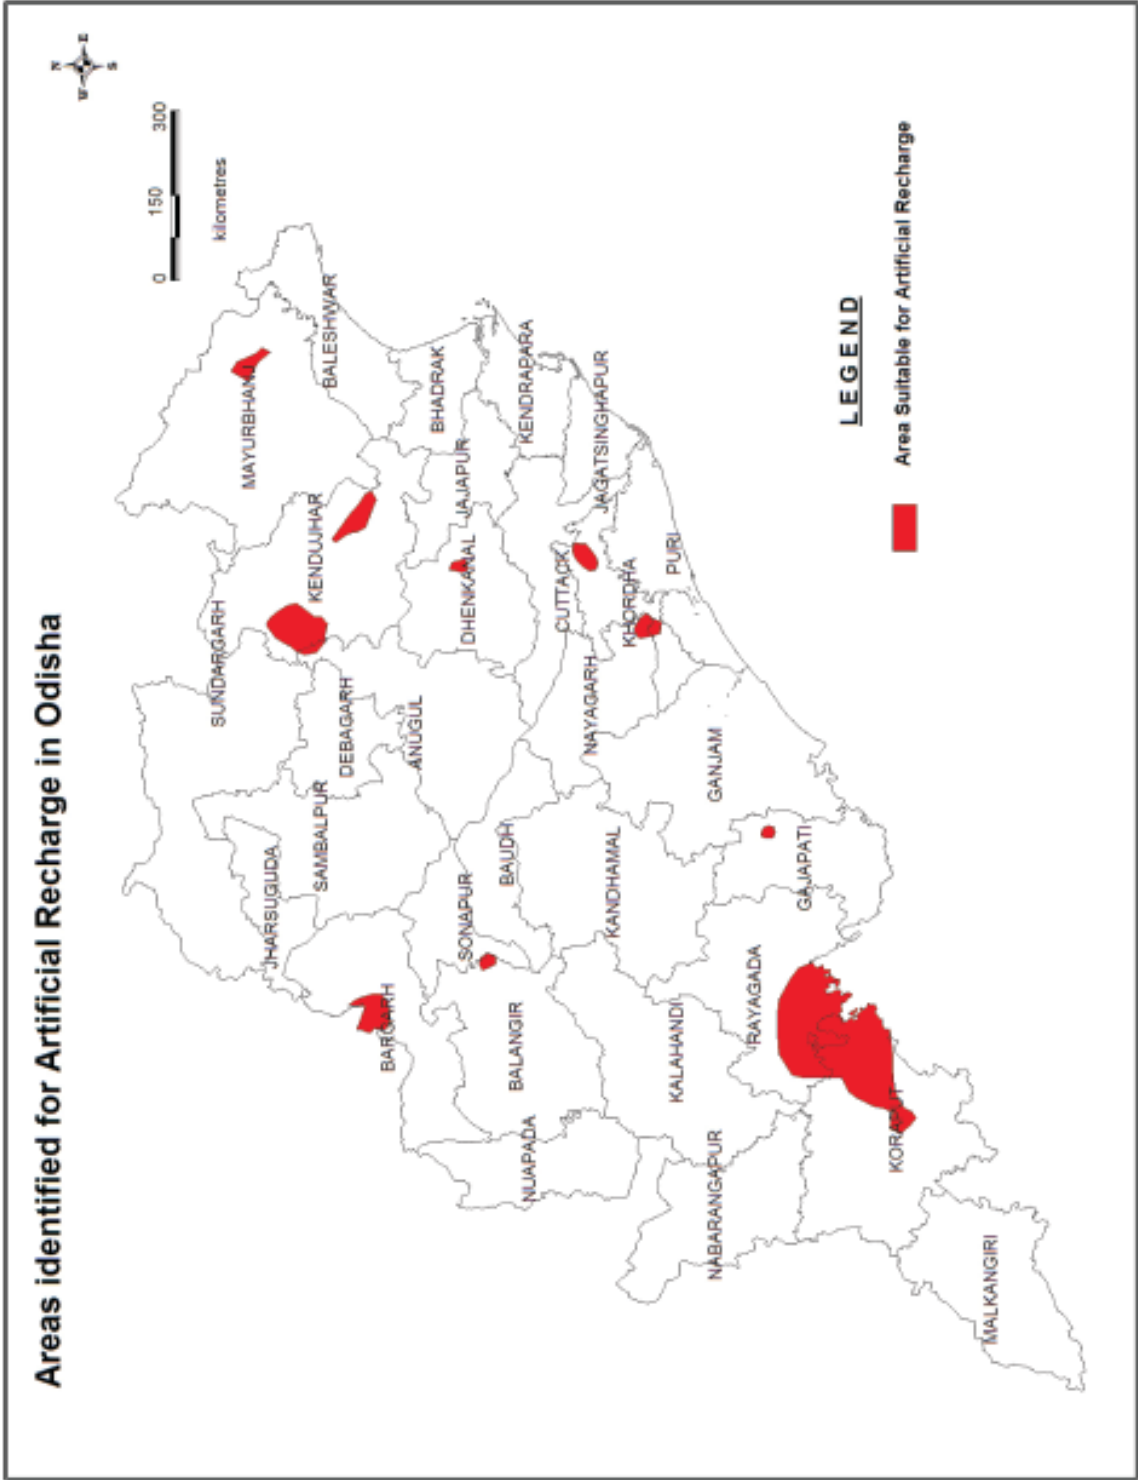 Areas identified for Artificial Recharge in Odisha
N
W
E
S
0 150 300
kilometres
SUNDARGARH
MAYURBHANJ
JHARSUGUDA
KENDUJHAR
SAMBALPUR
BALESHWAR
DEBAGARH
BARGARH
ANUGUL
BHADRAK
JAJAPUR
DHENKANAL
SONAPUR
BAUDH
BALANGIR
KENDRAPARA
NUAPADA
CUTTACK
NAYAGARH
JAGATSINGHAPUR
KANDHAMAL
KHORDHA
KALAHANDI
PURI
GANJAM
NABARANGAPUR
RAYAGADA
GAJAPATI
KORAPUT
MALKANGIRI
LEGEND
Area Suitable for Artificial Recharge